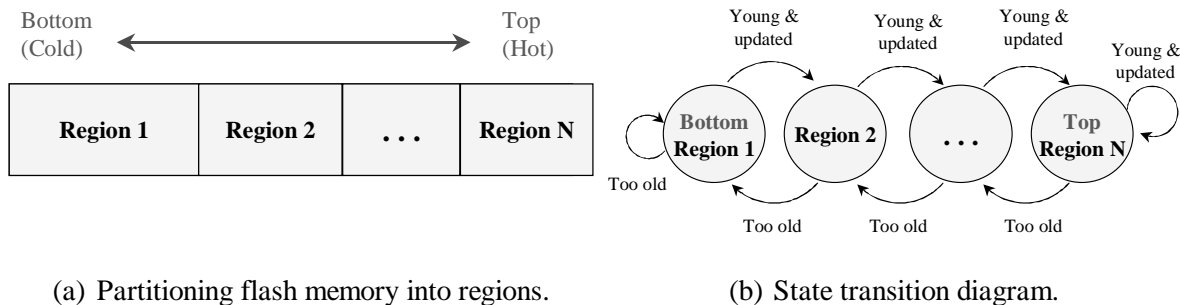 Bottom
(Cold)
Top
(Hot)
Region 1
Region 2
. . .
Region N
(a) Partitioning flash memory into regions.
Young &
updated
Young &
updated
Young &
updated
Young &
updated
Bottom
Region 1
Region 2
. . .
Top
Region N
Too old
Too old
Too old
Too old
(b) State transition diagram.